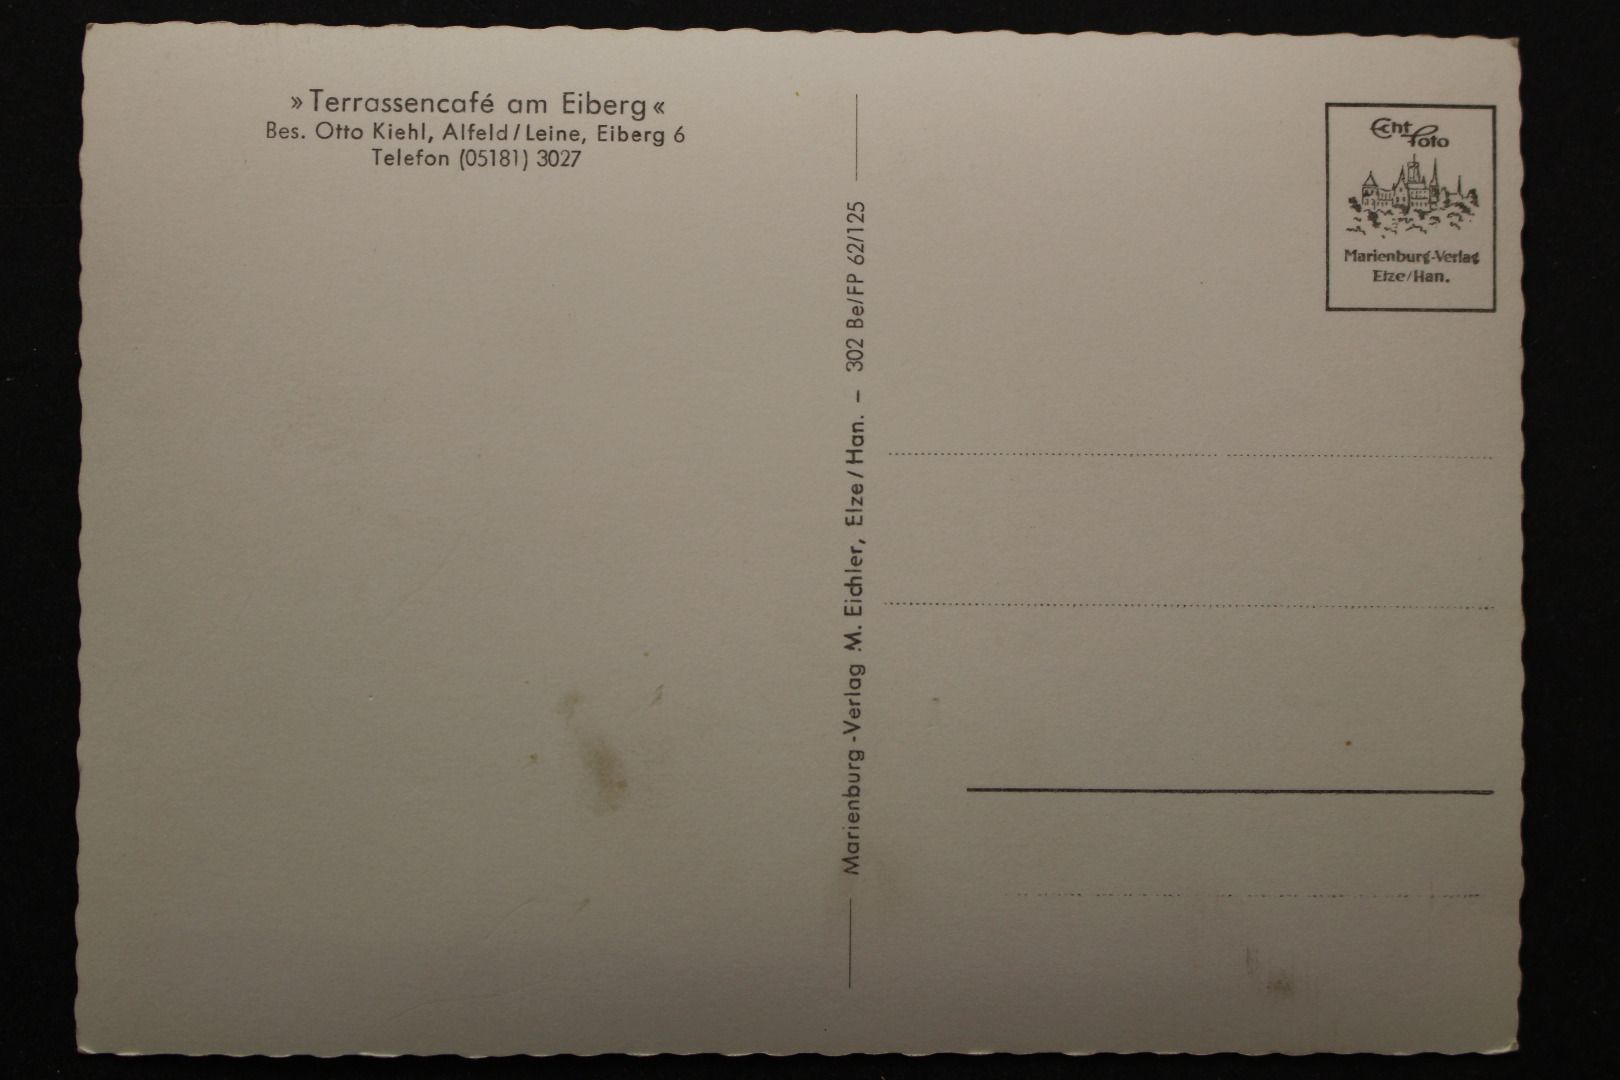 »Terrassencafé am Eiberg«
Bes. Otto Kiehl, Alfeld/Leine, Eiberg 6
Telefon (05181) 3027
Marienburg-Verlag M. Eichler, Elze/Han. – 302 Be/FP 62/125
Echt
Foto
Marienburg-Verlag
Elze/Han.